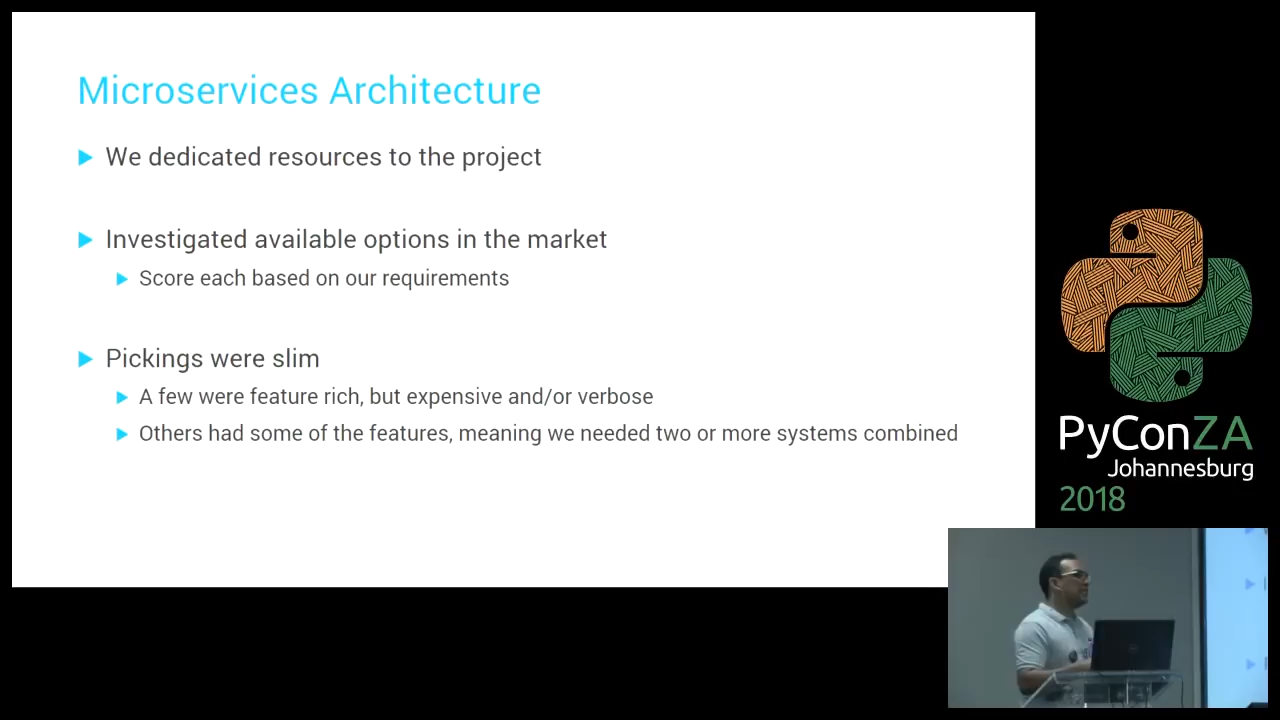 Microservices Architecture
We dedicated resources to the project
Investigated available options in the market
Score each based on our requirements
Pickings were slim
A few were feature rich, but expensive and/or verbose
Others had some of the features, meaning we needed two or more systems combined
PyConZA
Johannesburg
2018